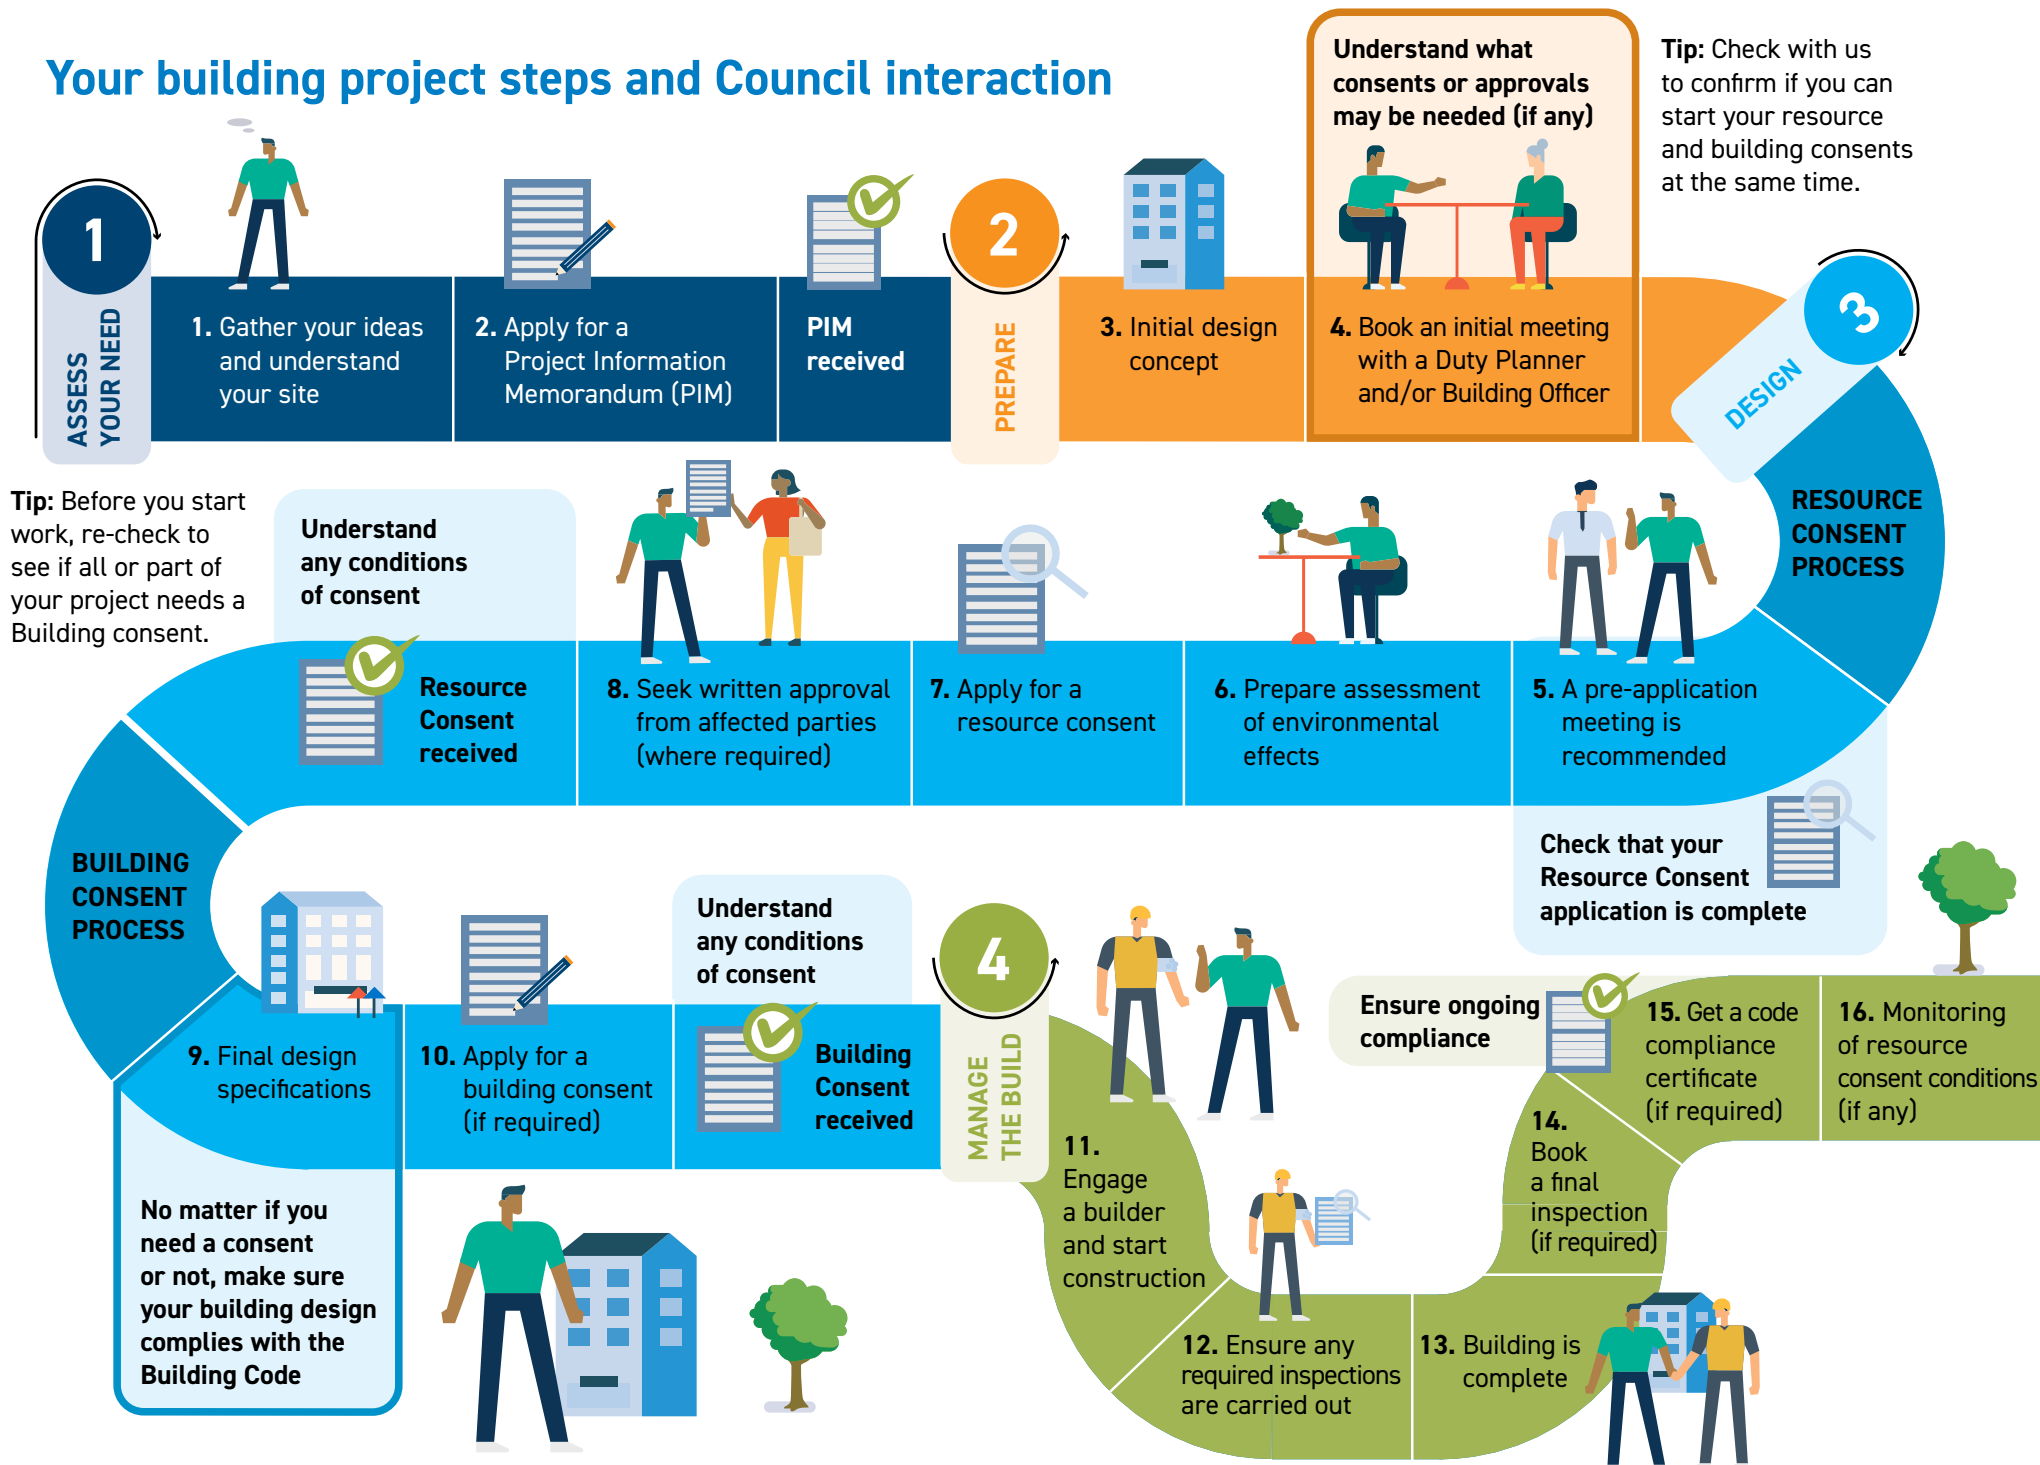 Your building project steps and Council interaction
Understand what
consents or approvals
may be needed (if any)
Tip: Check with us
to confirm if you can
start your resource
and building consents
at the same time.
1
ASSESS
YOUR NEED
1. Gather your ideas
and understand
your site
2. Apply for a
Project Information
Memorandum (PIM)
PIM
received
2
PREPARE
3. Initial design
concept
4. Book an initial meeting
with a Duty Planner
and/or Building Officer
3
DESIGN
RESOURCE
CONSENT
PROCESS
5. A pre-application
meeting is
recommended
Check that your
Resource Consent
application is complete
6. Prepare assessment
of environmental
effects
7. Apply for a
resource consent
8. Seek written approval
from affected parties
(where required)
Understand
any conditions
of consent
Resource
Consent
received
Tip: Before you start
work, re-check to
see if all or part of
your project needs a
Building consent.
BUILDING
CONSENT
PROCESS
9. Final design
specifications
No matter if you
need a consent
or not, make sure
your building design
complies with the
Building Code
10. Apply for a
building consent
(if required)
Understand
any conditions
of consent
Building
Consent
received
4
MANAGE
THE BUILD
11.
Engage
a builder
and start
construction
12. Ensure any
required inspections
are carried out
13. Building is
complete
14.
Book
a final
inspection
(if required)
Ensure ongoing
compliance
15. Get a code
compliance
certificate
(if required)
16. Monitoring
of resource
consent conditions
(if any)